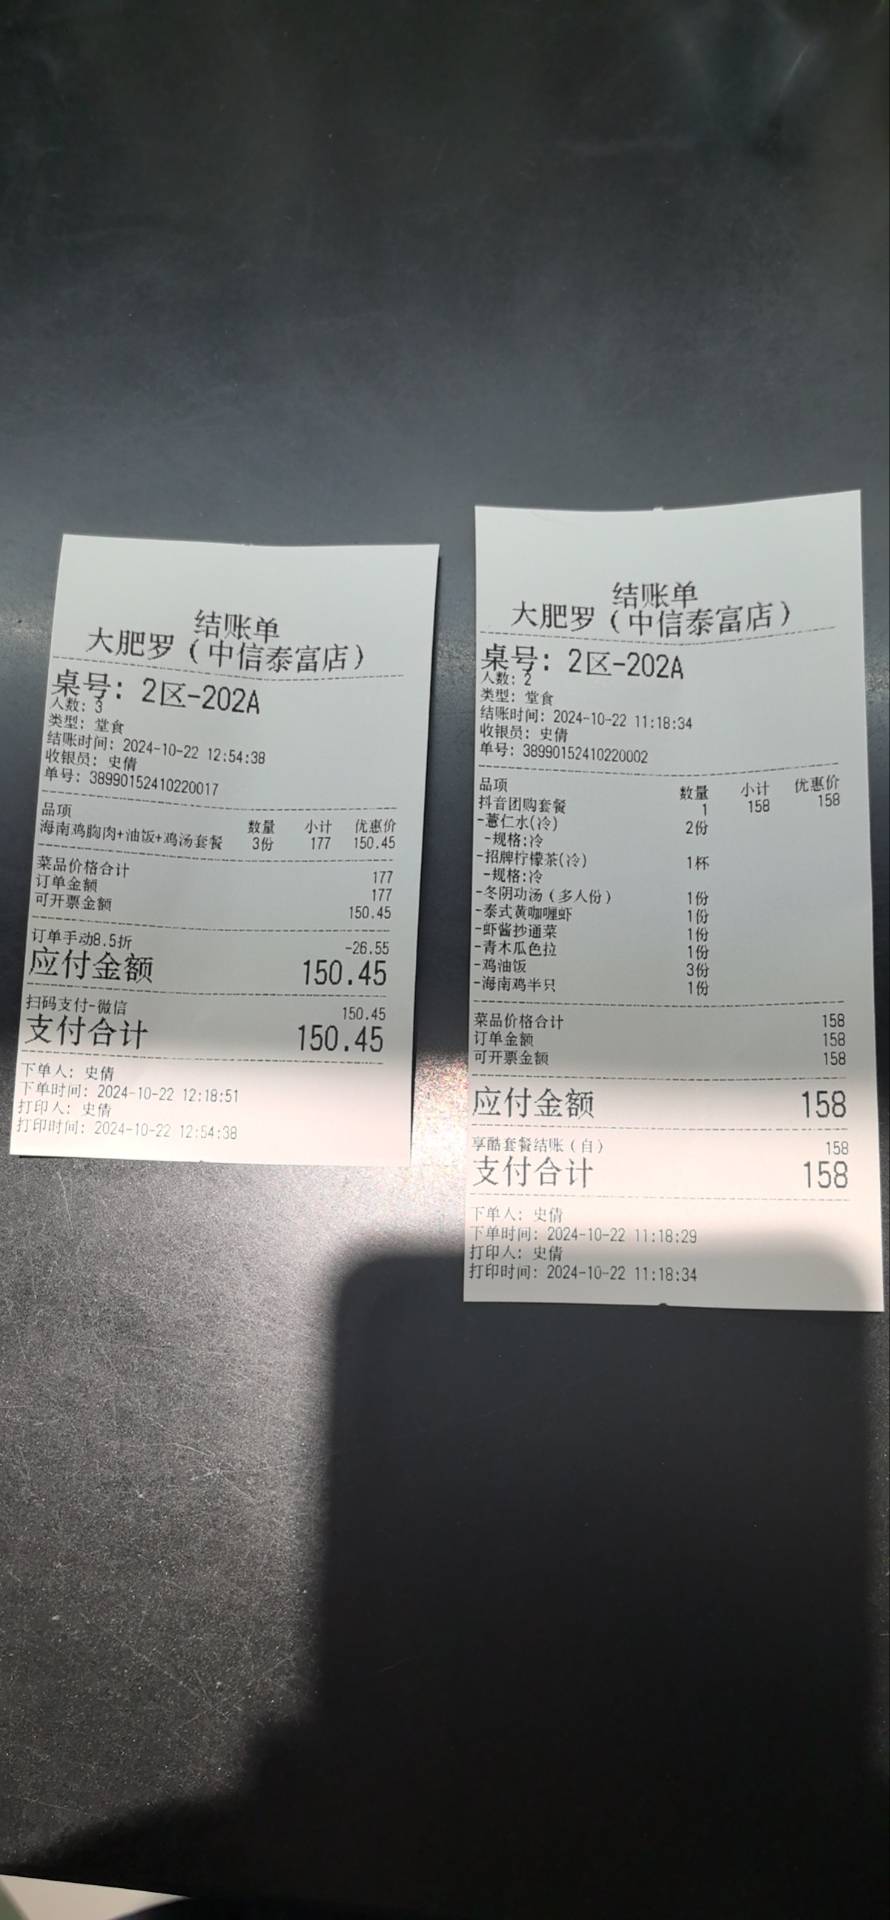 结账单
大肥罗（中信泰富店）
桌号：2区-202A
人数：3
类型：堂食
结账时间：2024-10-22 12:54:38
收银员：史倩
单号：38990152410220017
品项 数量 小计 优惠价
海南鸡胸肉+油饭+鸡汤套餐 3份 177 150.45
菜品价格合计 177
订单金额 177
可开票金额 150.45
订单手动8.5折 -26.55
应付金额 150.45
扫码支付-微信 150.45
支付合计 150.45
下单人：史倩
下单时间：2024-10-22 12:18:51
打印人：史倩
打印时间：2024-10-22 12:54:38
结账单
大肥罗（中信泰富店）
桌号：2区-202A
人数：2
类型：堂食
结账时间：2024-10-22 11:18:34
收银员：史倩
单号：38990152410220002
品项 数量 小计 优惠价
抖音团购套餐 1 158 158
-薏仁水(冷) 2份
-规格:冷
-招牌柠檬茶(冷) 1杯
-规格:冷
-冬阴功汤（多人份） 1份
-泰式黄咖喱虾 1份
-虾酱抄通菜 1份
-青木瓜色拉 1份
-鸡油饭 3份
-海南鸡半只 1份
菜品价格合计 158
订单金额 158
可开票金额 158
应付金额 158
享酷套餐结账（自） 158
支付合计 158
下单人：史倩
下单时间：2024-10-22 11:18:29
打印人：史倩
打印时间：2024-10-22 11:18:34